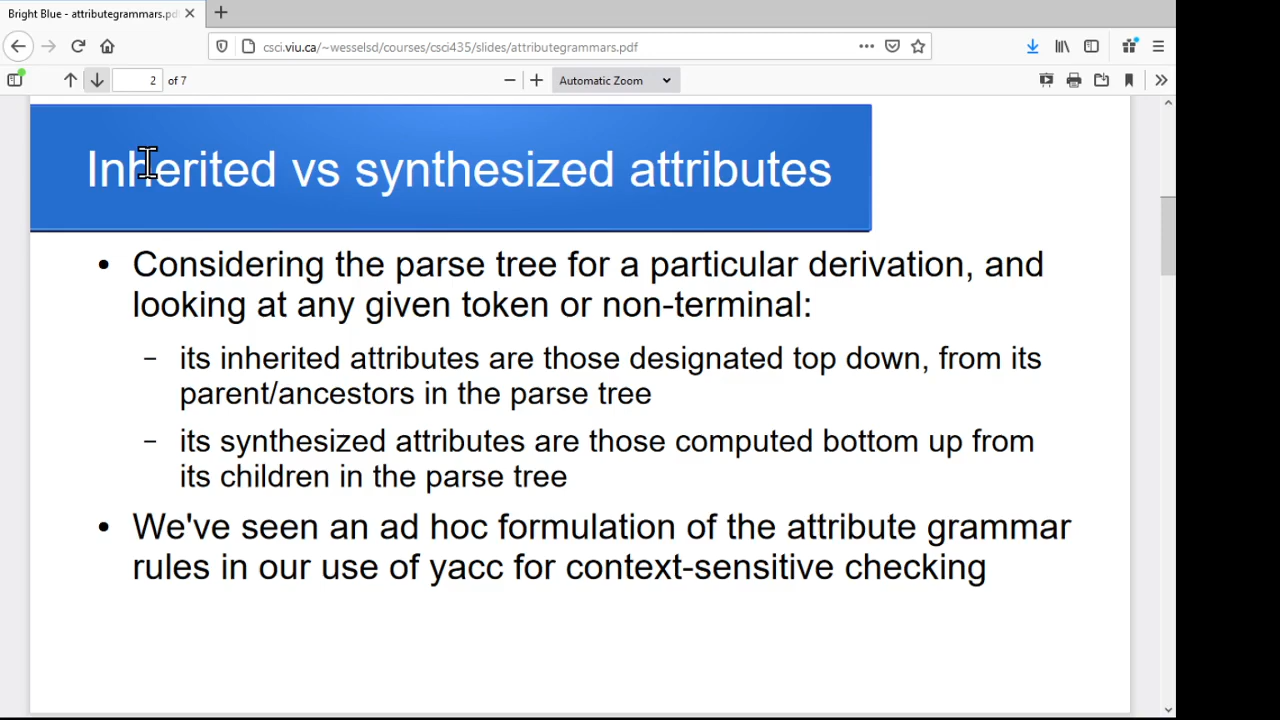 Bright Blue - attributegrammars.pd
csci.viu.ca/~wesselsd/courses/csci435/slides/attributegrammars.pdf
2 of 7
Automatic Zoom
Inherited vs synthesized attributes
• Considering the parse tree for a particular derivation, and
looking at any given token or non-terminal:
– its inherited attributes are those designated top down, from its
parent/ancestors in the parse tree
– its synthesized attributes are those computed bottom up from
its children in the parse tree
• We've seen an ad hoc formulation of the attribute grammar
rules in our use of yacc for context-sensitive checking